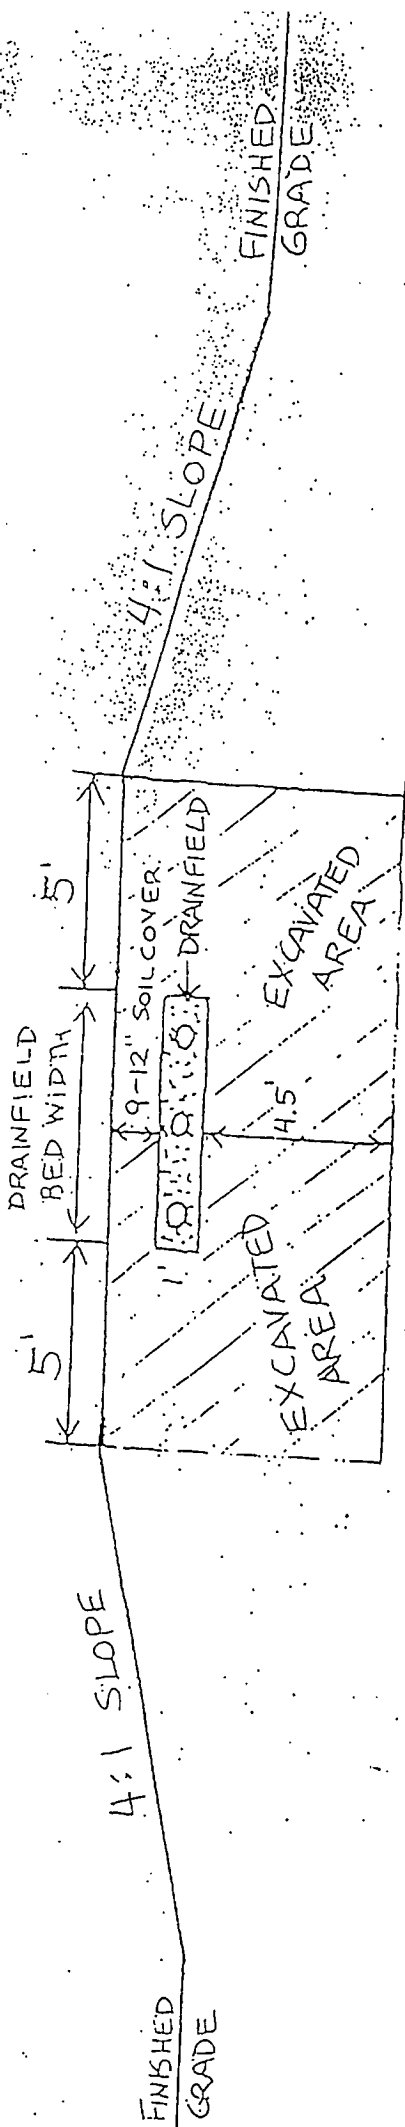 FINISHED
GRADE
4:1 SLOPE
5'
DRAINFIELD
BED WIDTH
5'
9-12" SOIL COVER
1'
DRAINFIELD
4.5'
EXCAVATED
AREA
EXCAVATED
AREA
4:1 SLOPE
FINISHED
GRADE